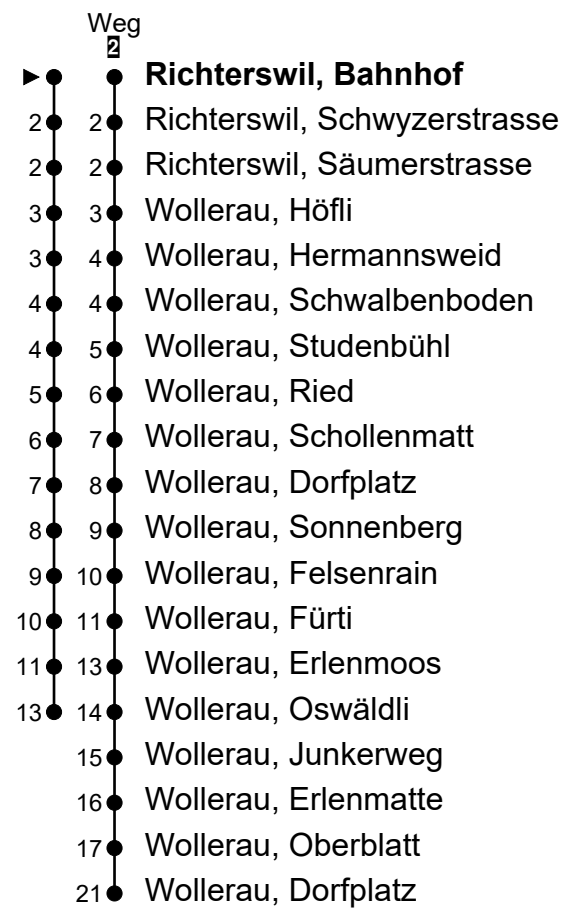 Weg
2
► Richterswil, Bahnhof
2 2 Richterswil, Schwyzerstrasse
2 2 Richterswil, Säumerstrasse
3 3 Wollerau, Höfli
3 4 Wollerau, Hermannsweid
4 4 Wollerau, Schwalbenboden
4 5 Wollerau, Studenbühl
5 6 Wollerau, Ried
6 7 Wollerau, Schollenmatt
7 8 Wollerau, Dorfplatz
8 9 Wollerau, Sonnenberg
9 10 Wollerau, Felsenrain
10 11 Wollerau, Fürti
11 13 Wollerau, Erlenmoos
13 14 Wollerau, Oswäldli
15 Wollerau, Junkerweg
16 Wollerau, Erlenmatte
17 Wollerau, Oberblatt
21 Wollerau, Dorfplatz